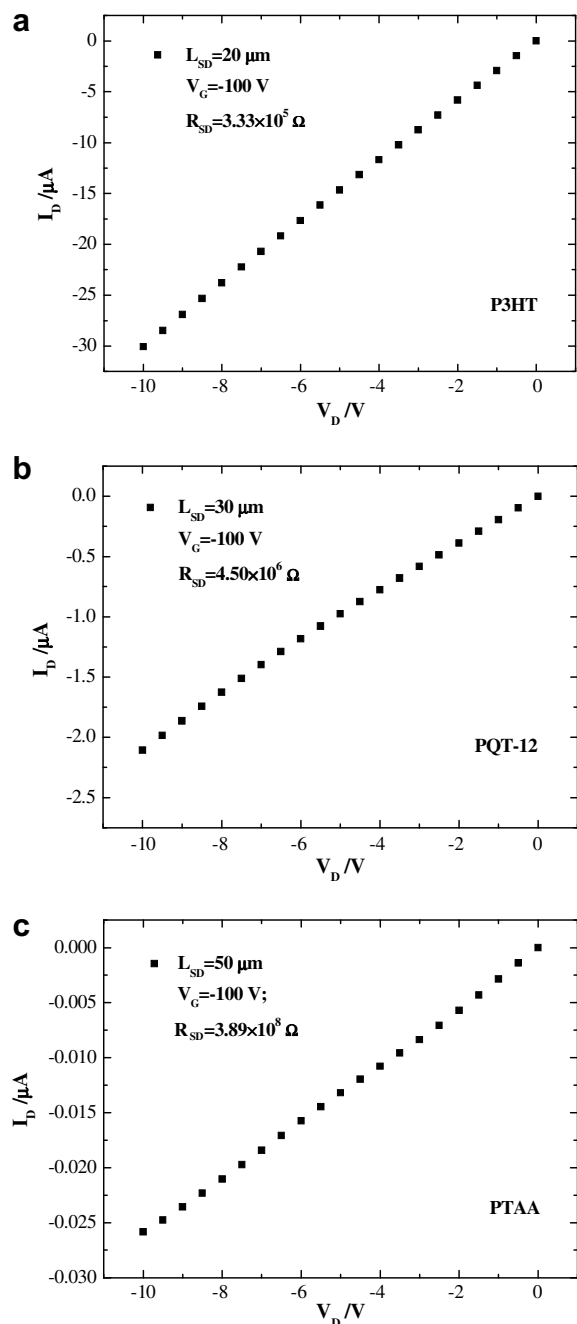 a
L_SD=20 μm
V_G=-100 V
R_SD=3.33×10^5 Ω
0
-5
-10
-15
-20
-25
-30
I_D /μA
P3HT
-10 -8 -6 -4 -2 0
V_D /V
b
L_SD=30 μm
V_G=-100 V
R_SD=4.50×10^6 Ω
0.0
-0.5
-1.0
-1.5
-2.0
-2.5
I_D /μA
PQT-12
-10 -8 -6 -4 -2 0
V_D /V
c
L_SD=50 μm
V_G=-100 V;
R_SD=3.89×10^8 Ω
0.000
-0.005
-0.010
-0.015
-0.020
-0.025
-0.030
I_D /μA
PTAA
-10 -8 -6 -4 -2 0
V_D /V